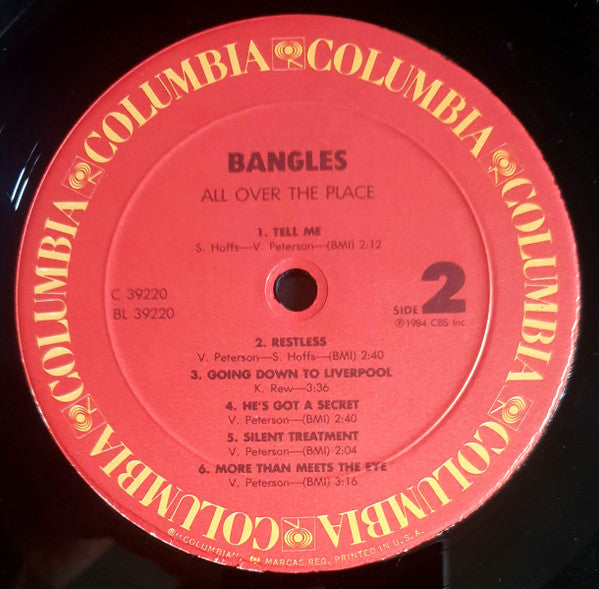 COLUMBIA COLUMBIA COLUMBIA COLUMBIA COLUMBIA COLUMBIA
BANGLES
ALL OVER THE PLACE
1. TELL ME
S. Hoffs—V. Peterson—(BMI) 2:12
C 39220
BL 39220
SIDE 2
℗1984 CBS Inc.
2. RESTLESS
V. Peterson—S. Hoffs—(BMI) 2:40
3. GOING DOWN TO LIVERPOOL
K. Rew—3:36
4. HE'S GOT A SECRET
V. Peterson—(BMI) 2:40
5. SILENT TREATMENT
V. Peterson—(BMI) 2:04
6. MORE THAN MEETS THE EYE
V. Peterson—(BMI) 3:16
®"COLUMBIA", MARCAS REG. PRINTED IN U.S.A.